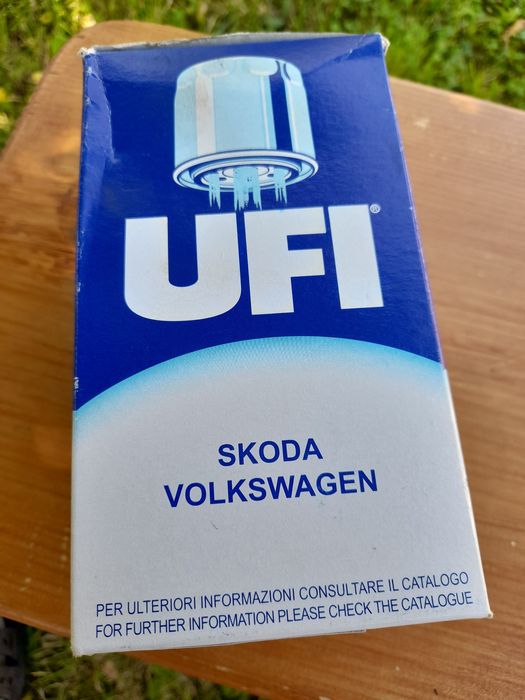 UFI®
SKODA
VOLKSWAGEN
PER ULTERIORI INFORMAZIONI CONSULTARE IL CATALOGO
FOR FURTHER INFORMATION PLEASE CHECK THE CATALOGUE